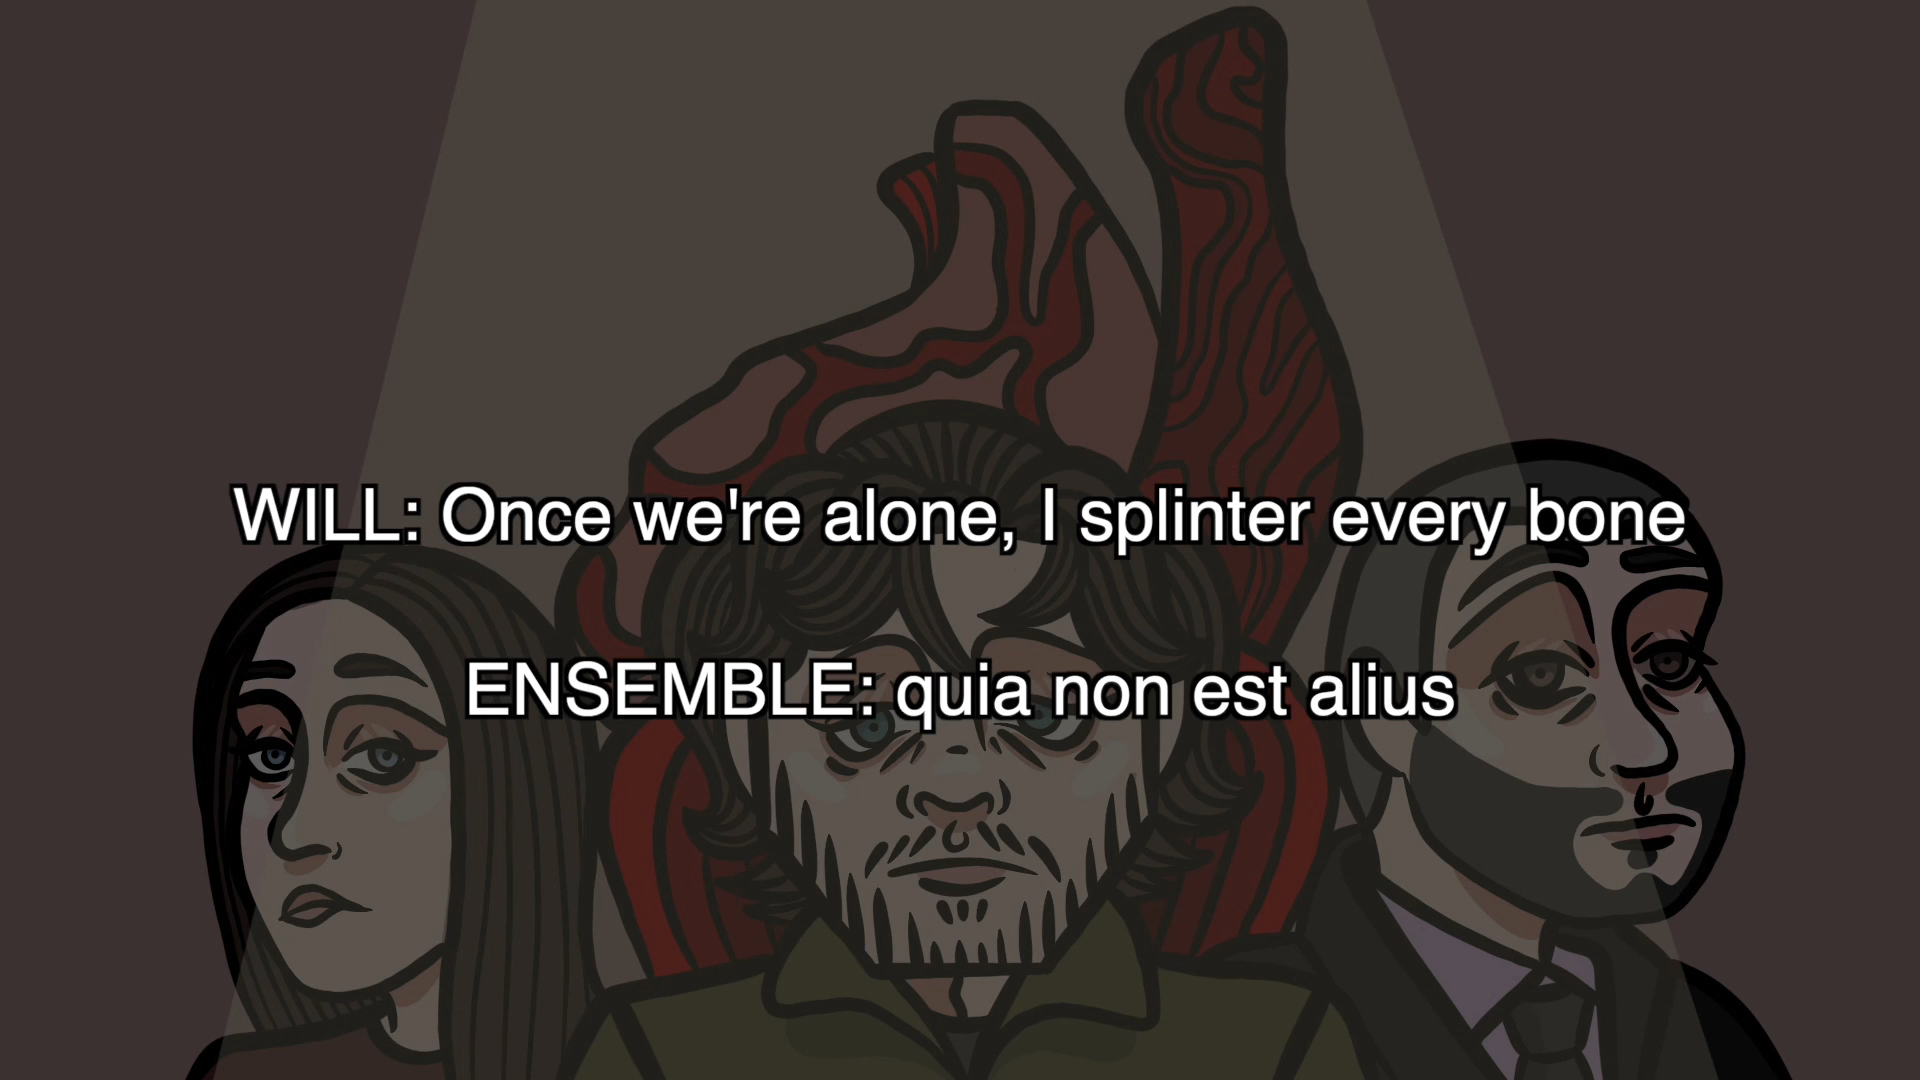 WILL: Once we're alone, I splinter every bone
ENSEMBLE: quia non est alius